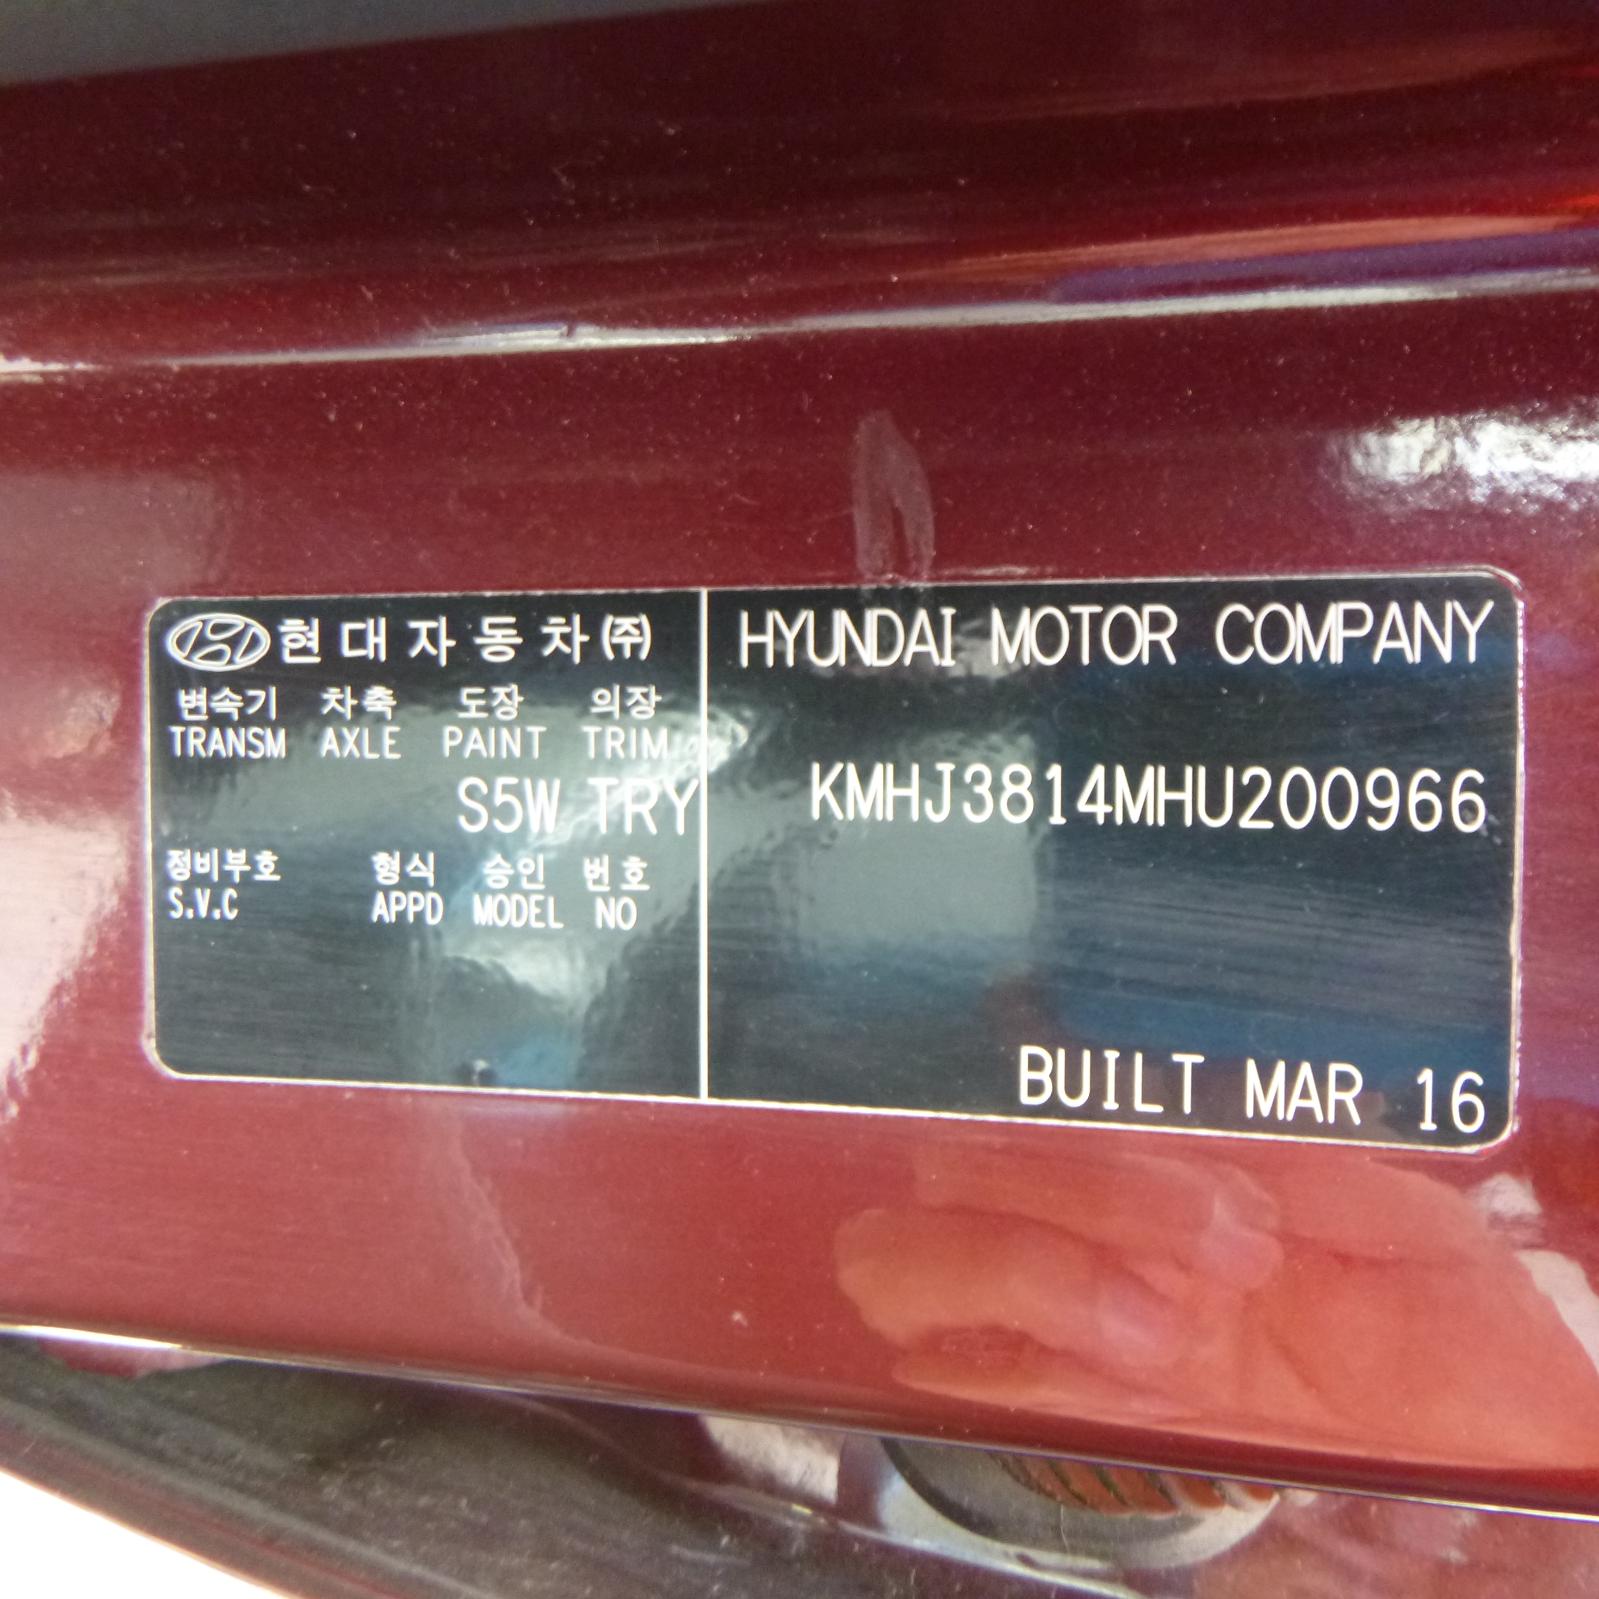 현대자동차(주)
변속기 차축 도장 의장
TRANSM AXLE PAINT TRIM
S5W TRY
정비부호 형식 승인 번호
S.V.C APPD MODEL NO
HYUNDAI MOTOR COMPANY
KMHJ3814MHU200966
BUILT MAR 16